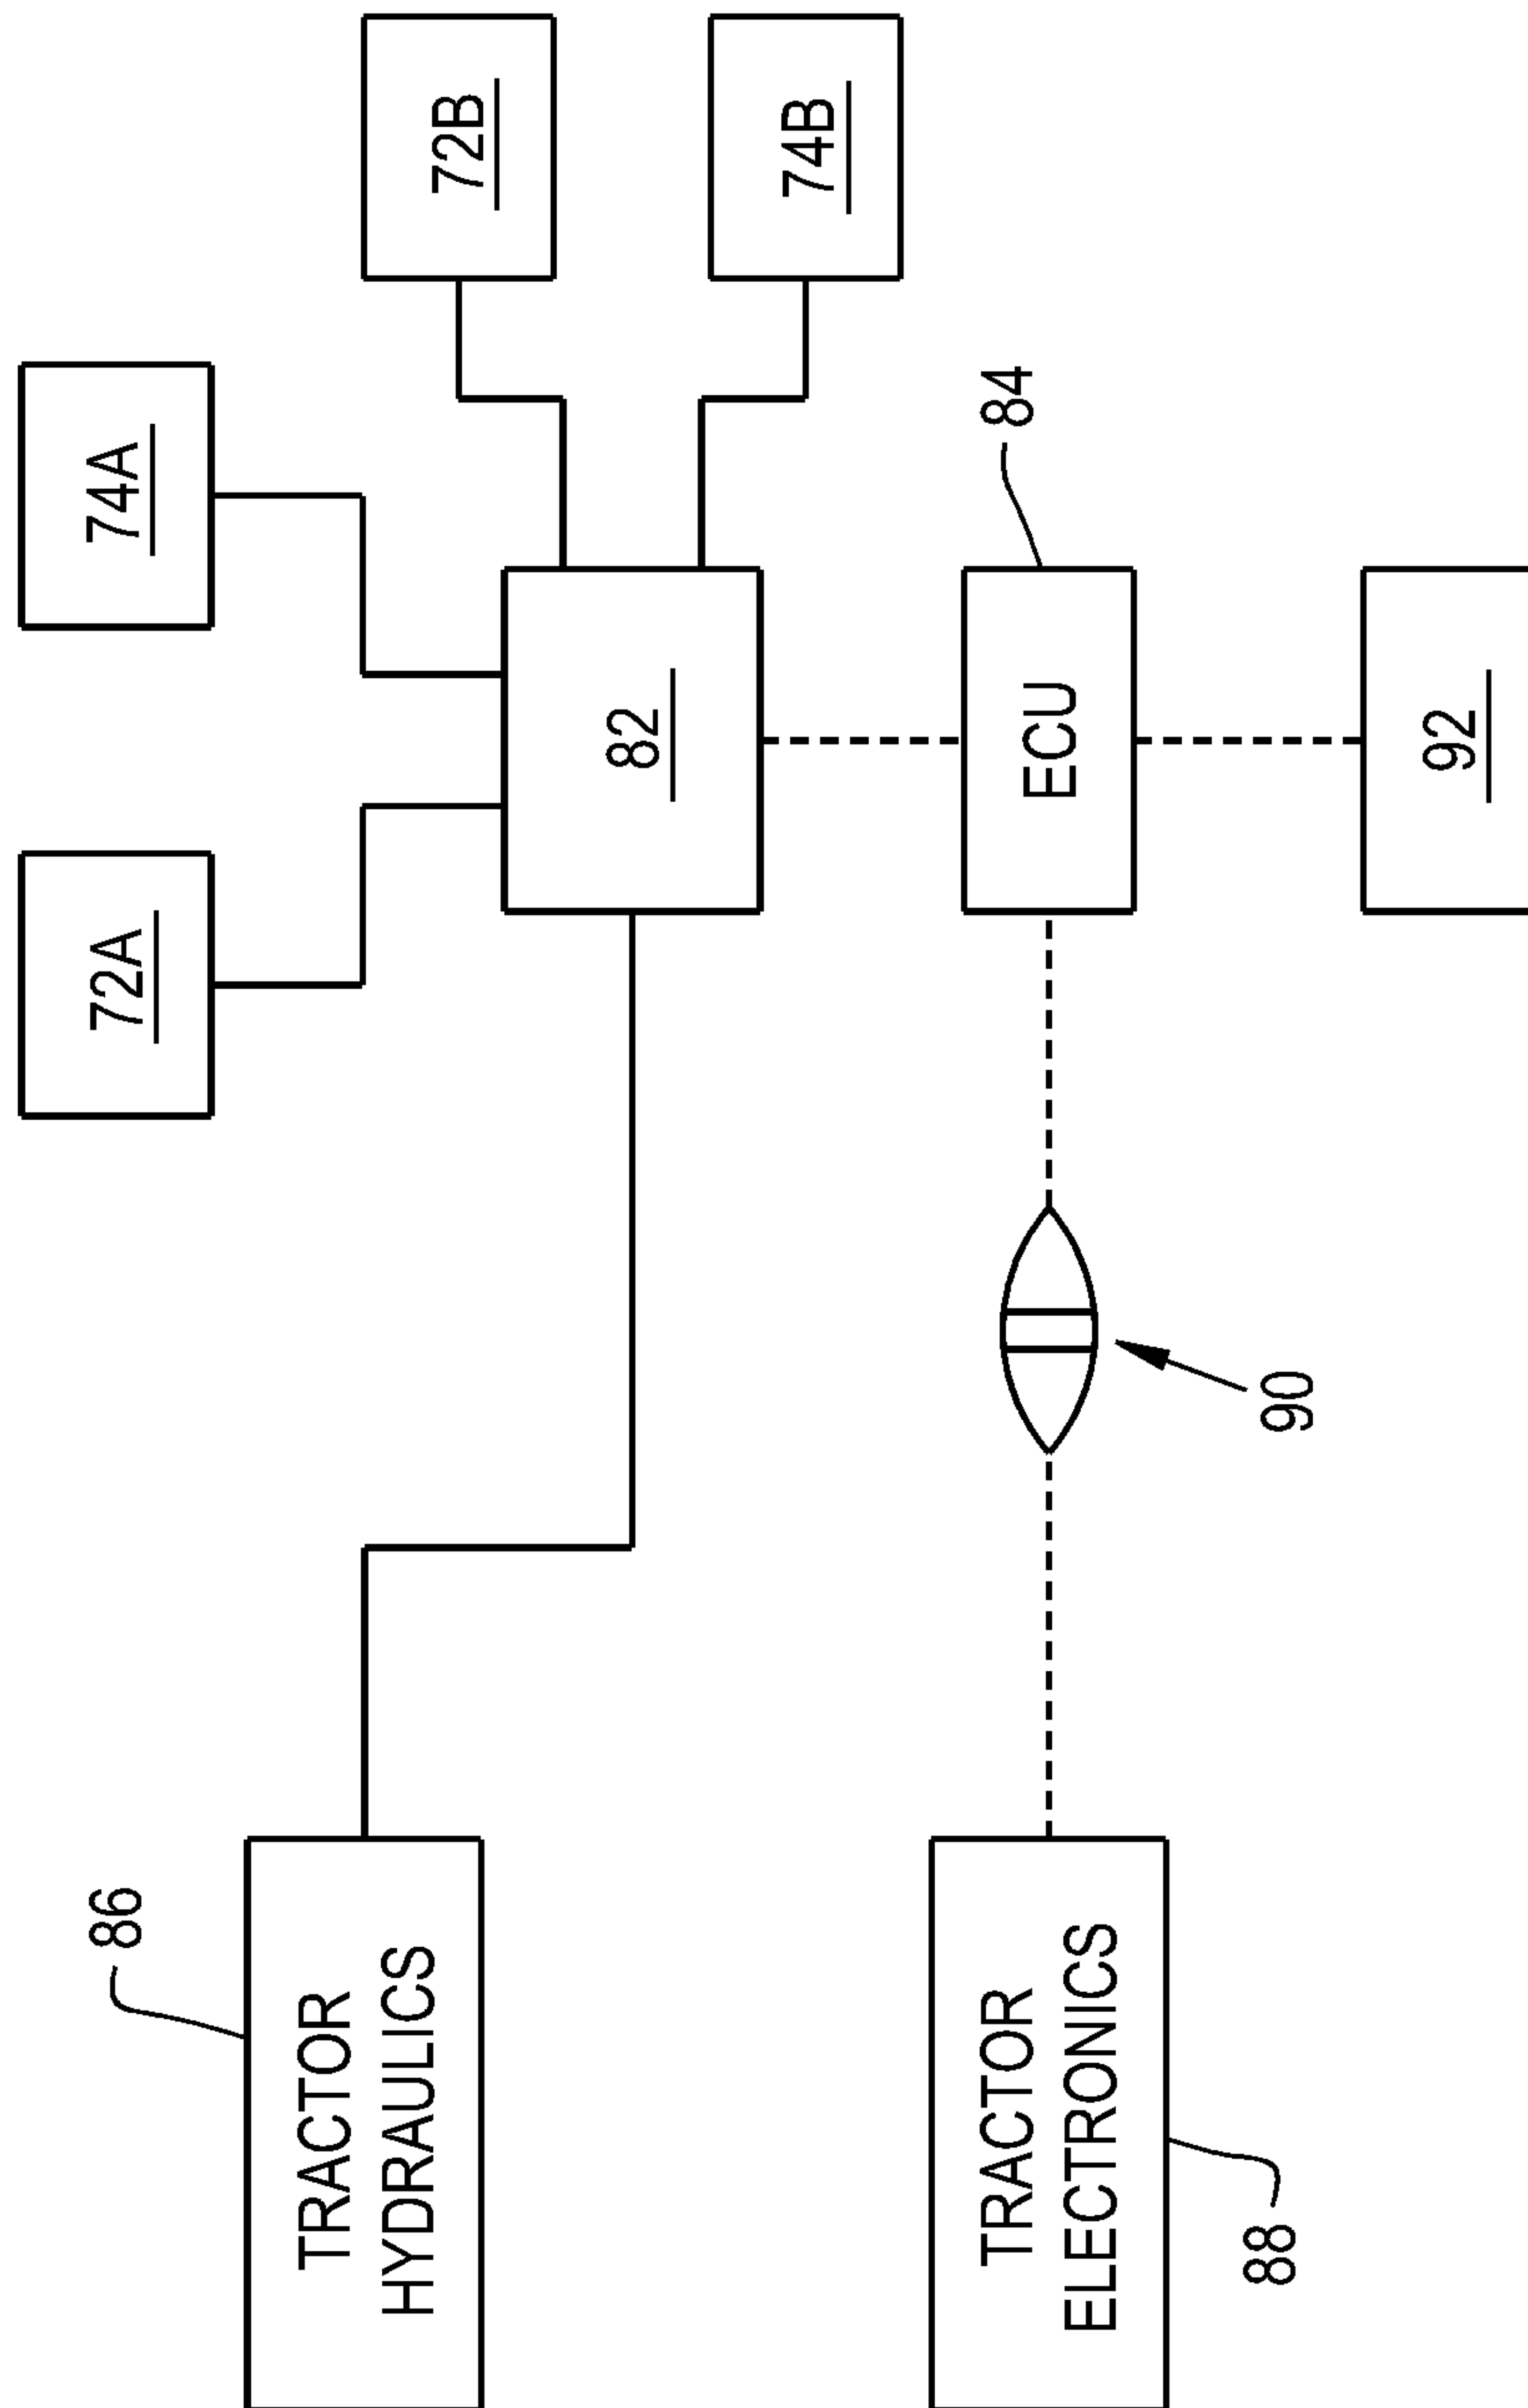 86
TRACTOR
HYDRAULICS
72A
74A
72B
74B
82
84
ECU
TRACTOR
ELECTRONICS
88
90
92